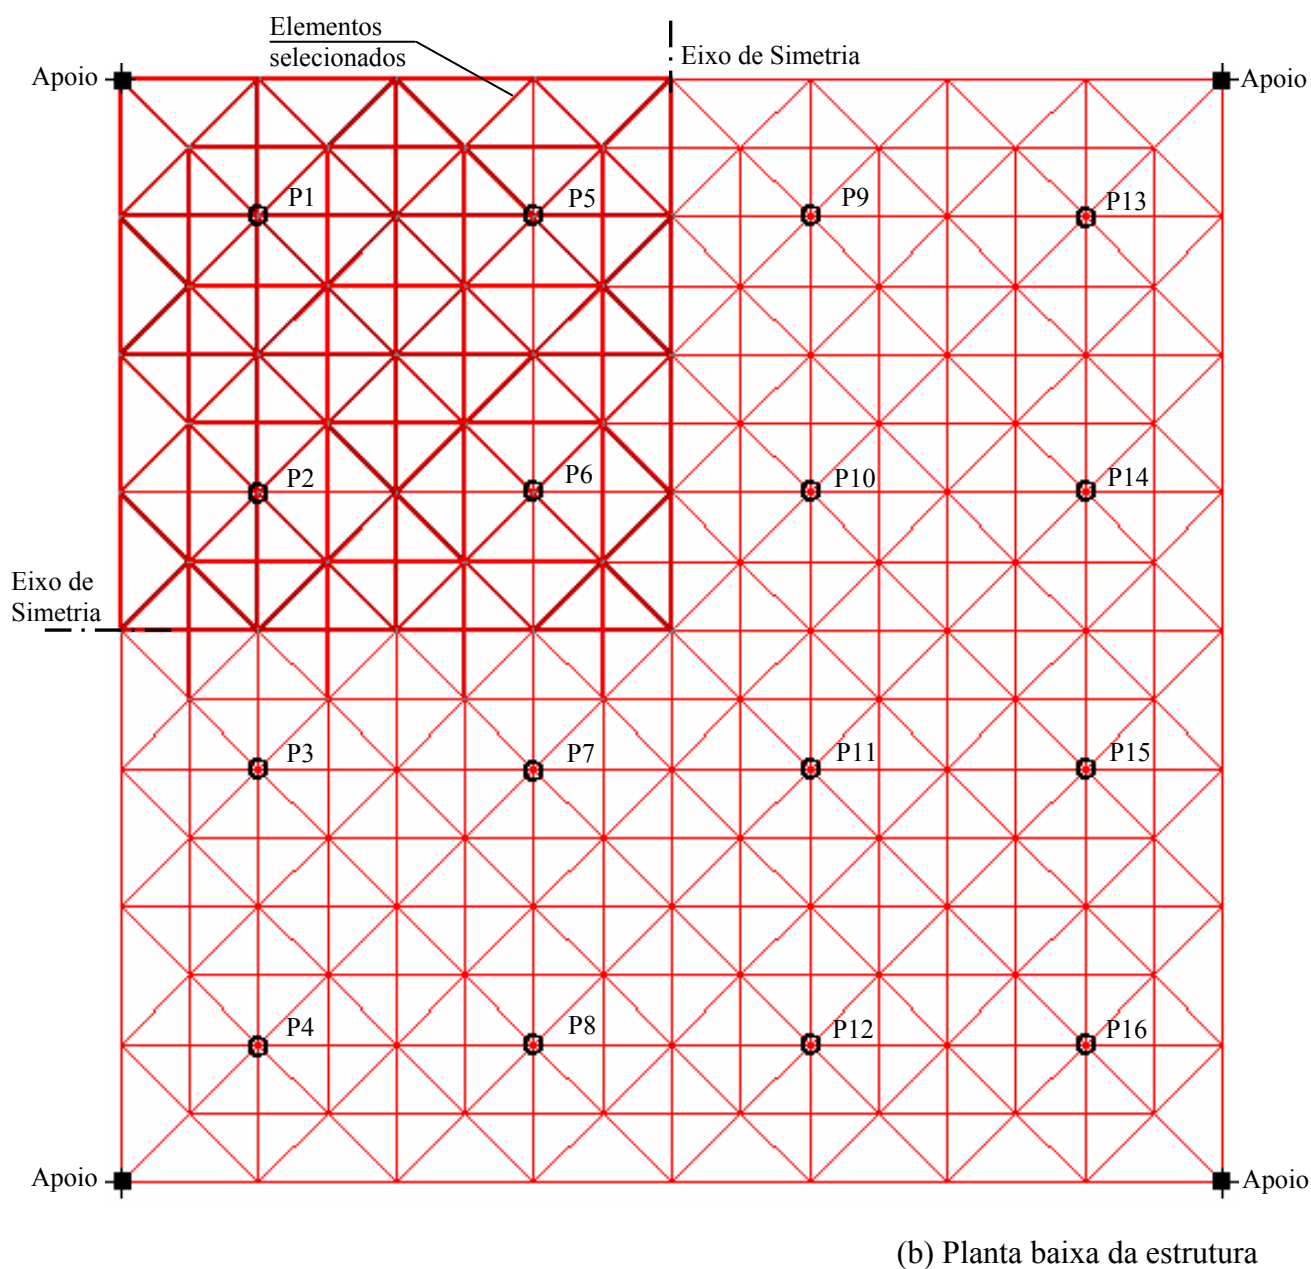 Elementos
selecionados
Eixo de Simetria
Apoio
Apoio
P1
P5
P9
P13
P2
P6
P10
P14
Eixo de
Simetria
P3
P7
P11
P15
P4
P8
P12
P16
Apoio
Apoio
(b) Planta baixa da estrutura